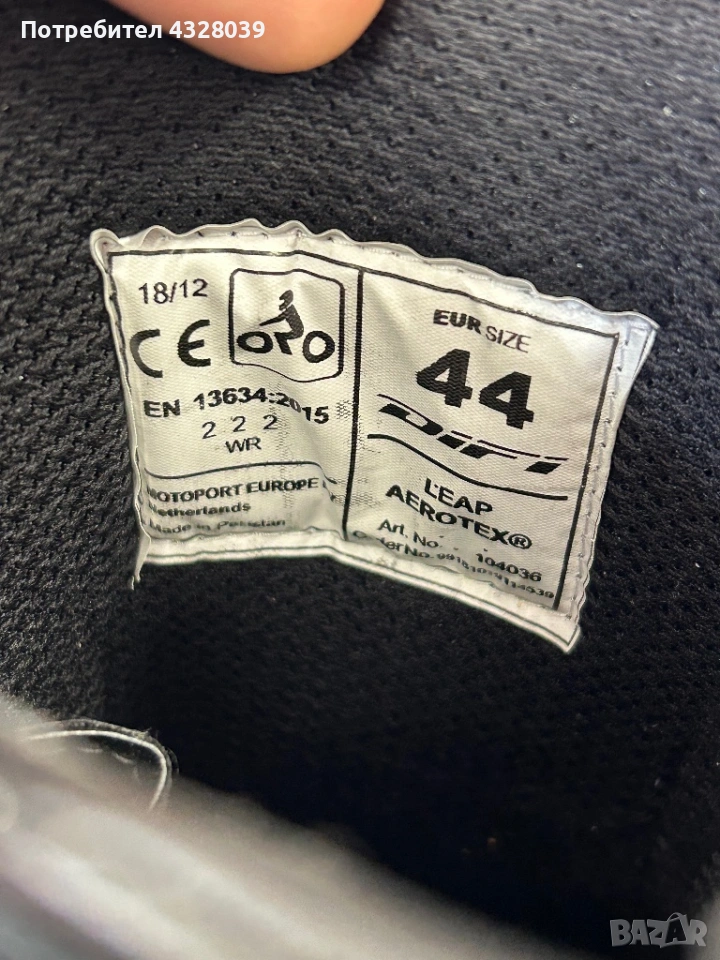 Потребител 4328039
18/12
CE
EN 13634:2015
2 2 2
WR
MOTOPORT EUROPE
Netherlands
Made in Pakistan
EUR SIZE
44
DIFI
LEAP
AEROTEX®
Art. No. 104036
Order No.
BAZAR